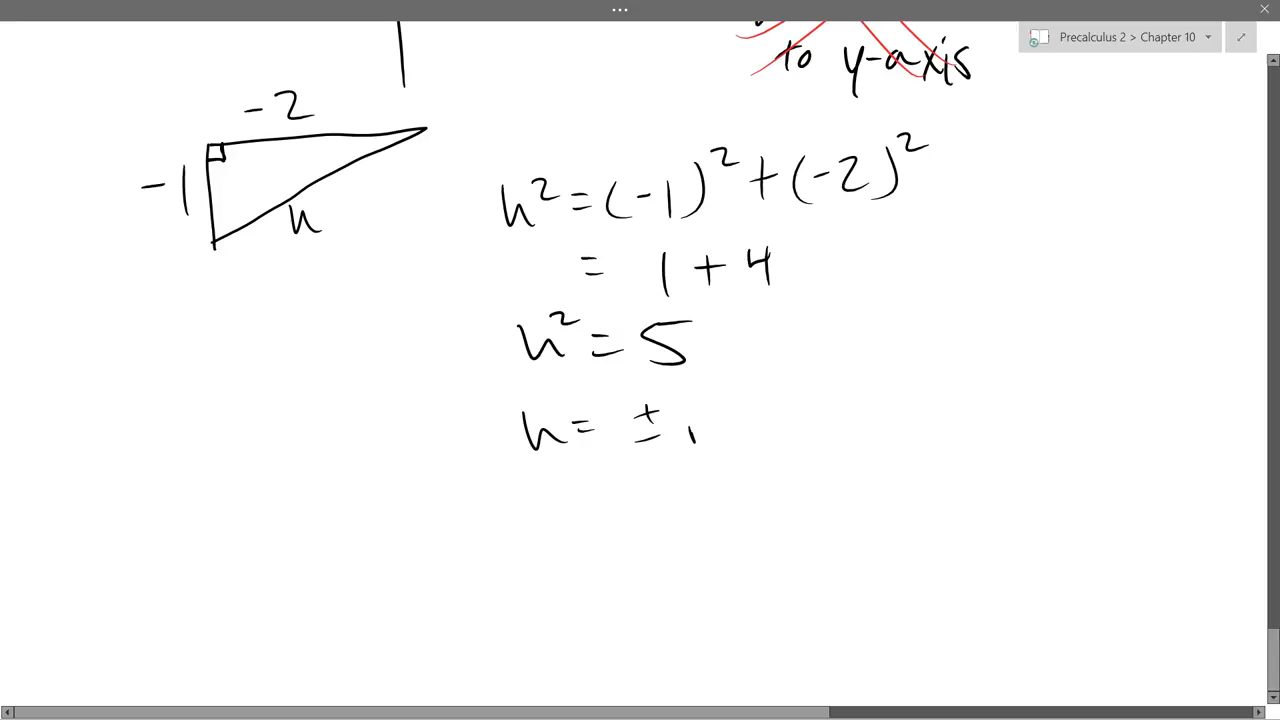 Precalculus 2 > Chapter 10
to y-axis
-2
-1
h
h² = (-1)² + (-2)²
= 1 + 4
h² = 5
h = ±